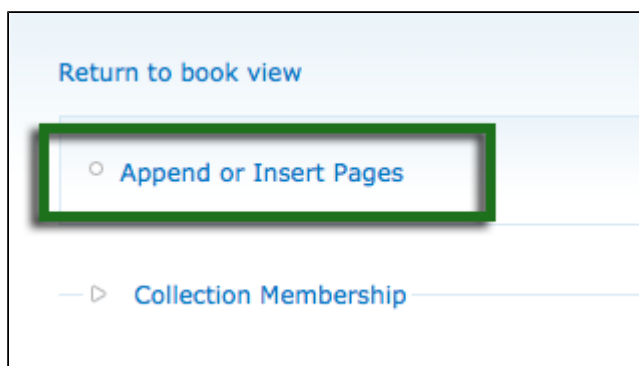 Return to book view
Append or Insert Pages
Collection Membership